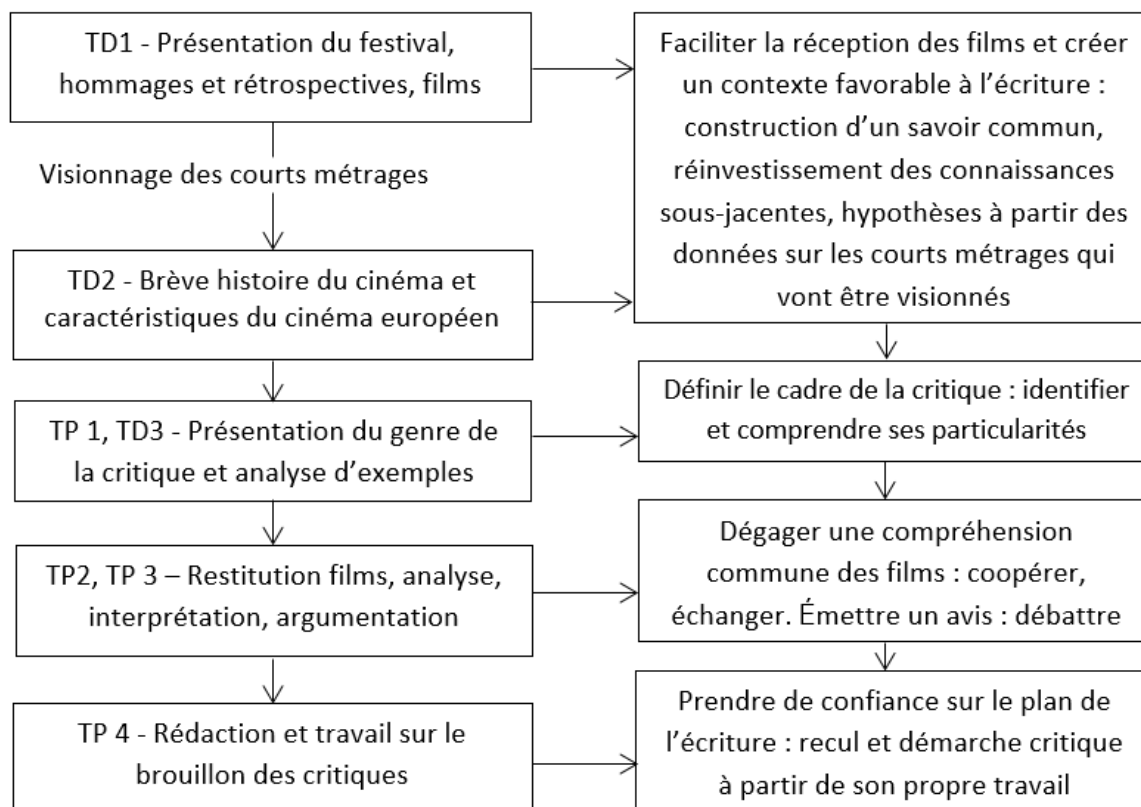 TD1 - Présentation du festival,
hommages et rétrospectives, films
Visionnage des courts métrages
TD2 - Brève histoire du cinéma et
caractéristiques du cinéma européen
TP 1, TD3 - Présentation du genre de
la critique et analyse d’exemples
TP2, TP 3 – Restitution films, analyse,
interprétation, argumentation
TP 4 - Rédaction et travail sur le
brouillon des critiques
Faciliter la réception des films et créer
un contexte favorable à l’écriture :
construction d’un savoir commun,
réinvestissement des connaissances
sous-jacentes, hypothèses à partir des
données sur les courts métrages qui
vont être visionnés
Définir le cadre de la critique : identifier
et comprendre ses particularités
Dégager une compréhension
commune des films : coopérer,
échanger. Émettre un avis : débattre
Prendre de confiance sur le plan de
l’écriture : recul et démarche critique
à partir de son propre travail